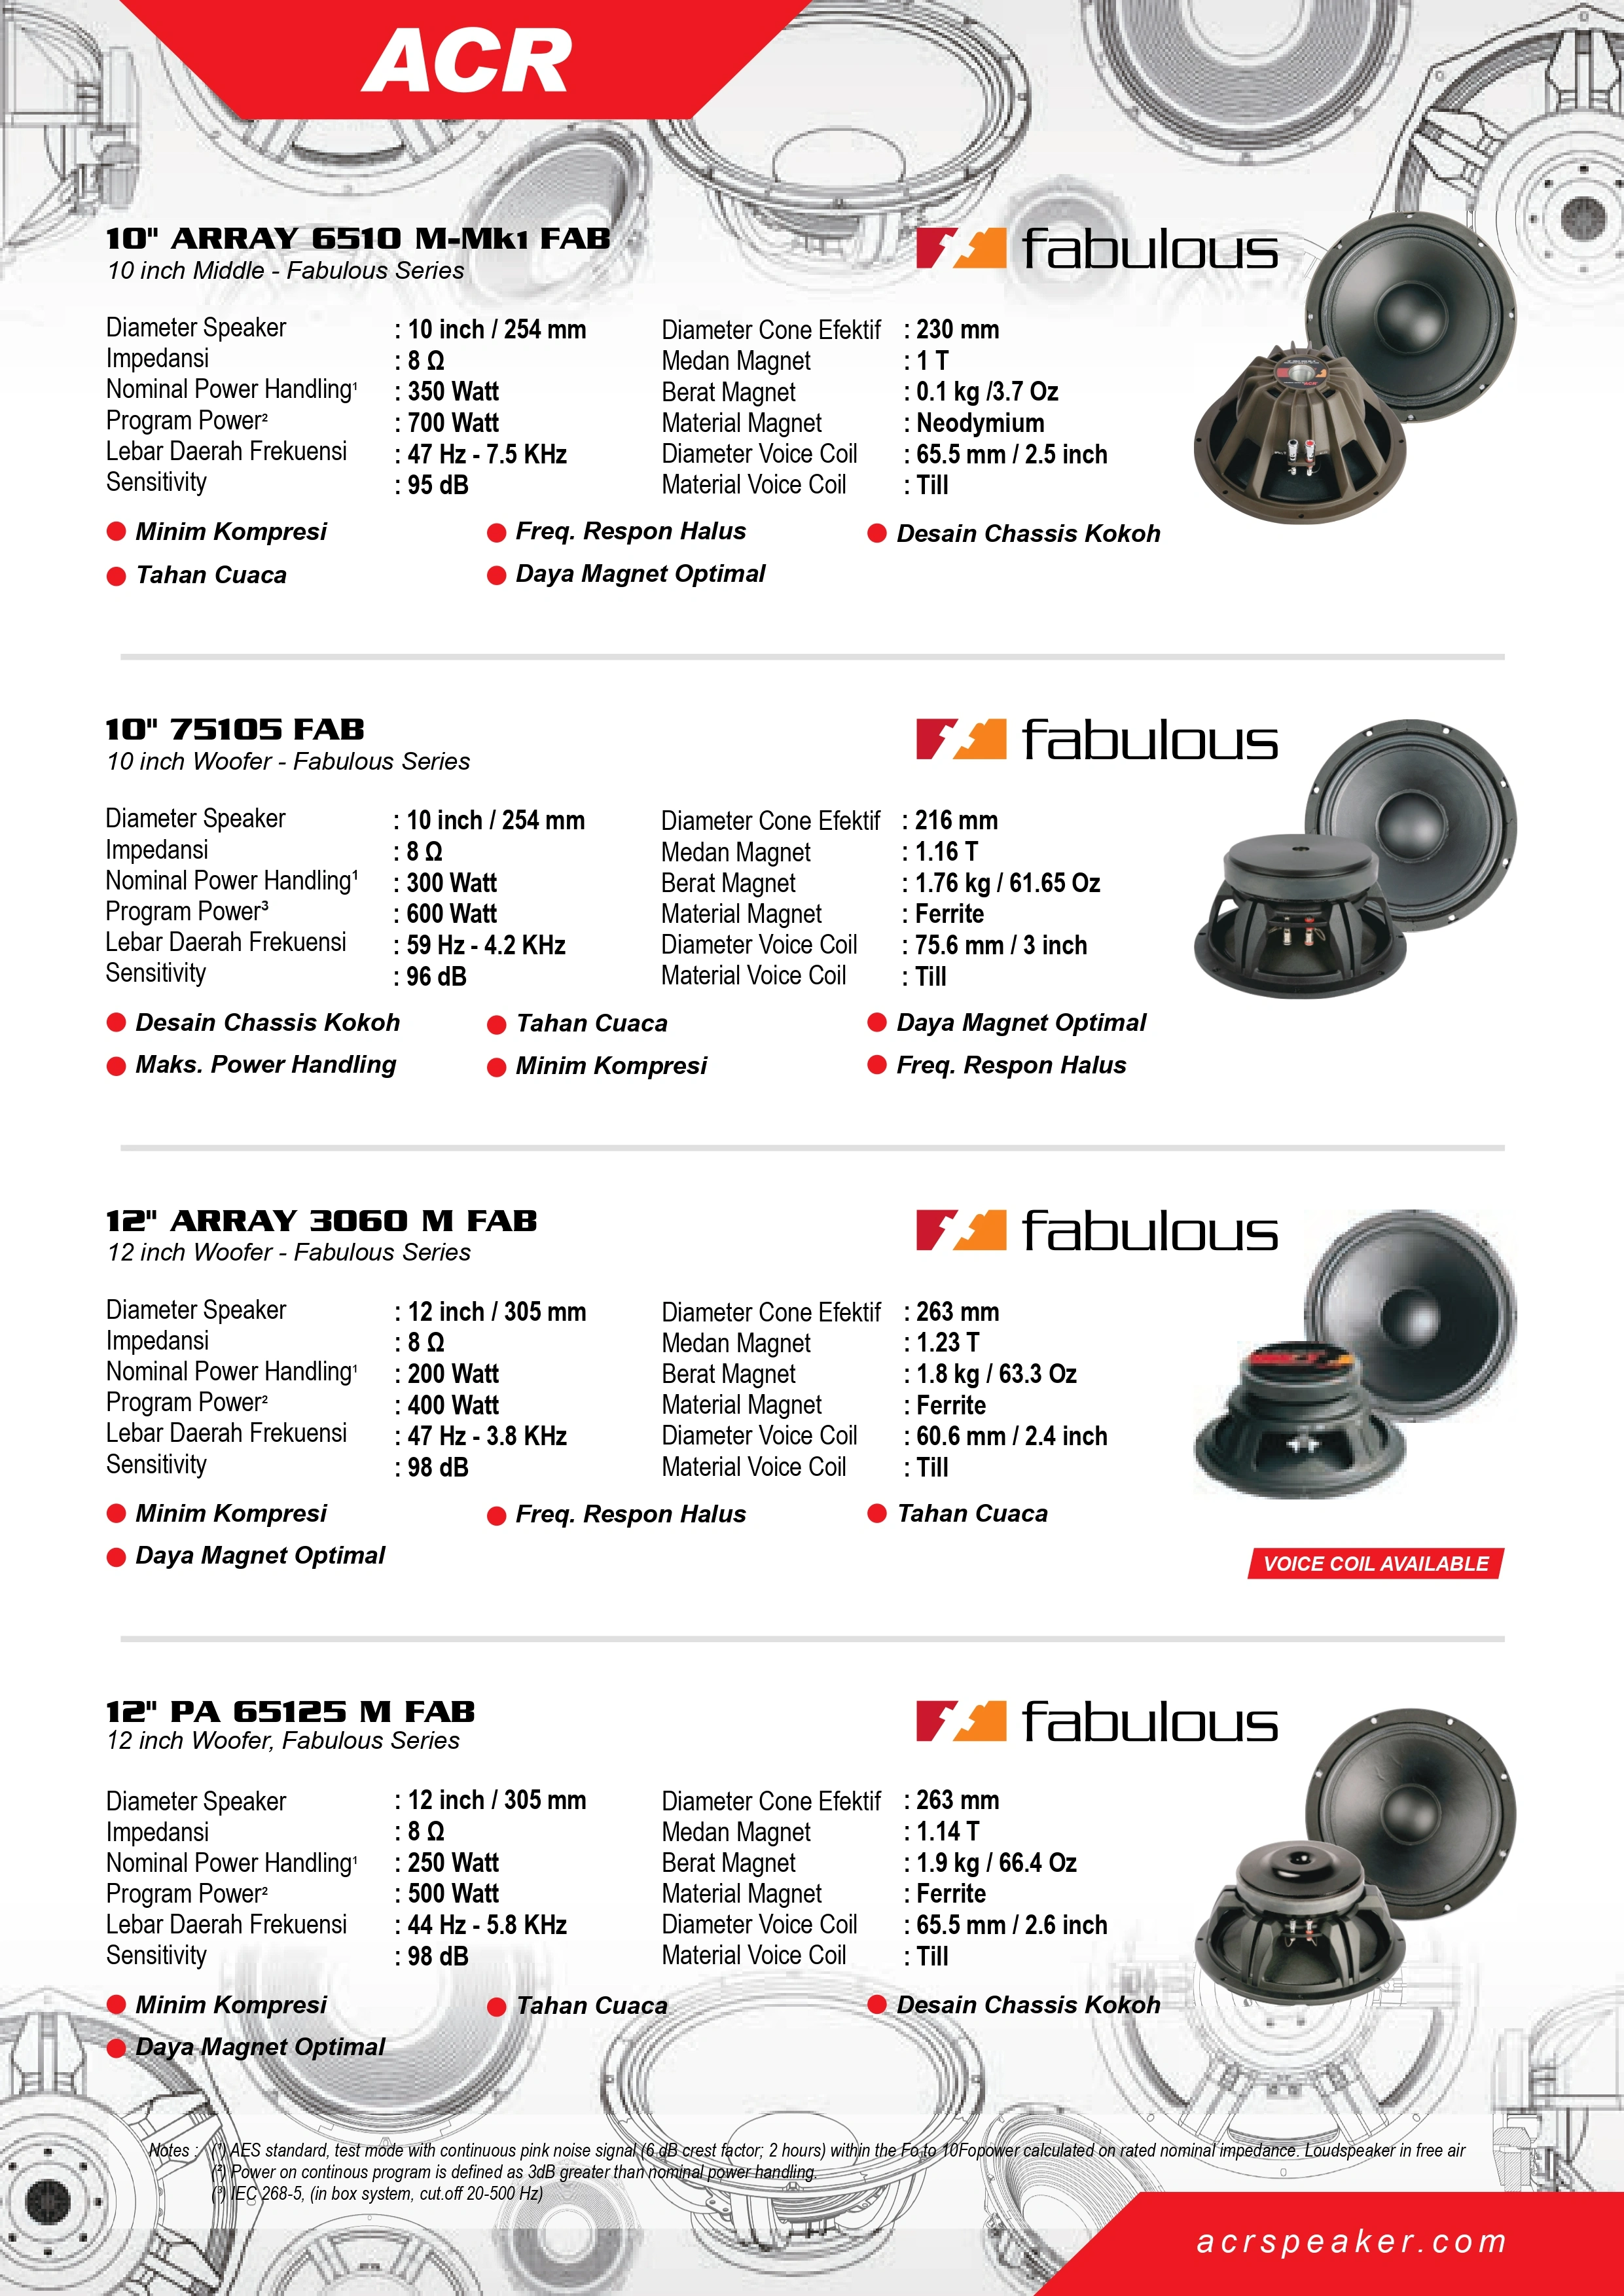 ACR
10" ARRAY 6510 M-Mk1 FAB
10 inch Middle - Fabulous Series
fabulous
Diameter Speaker : 10 inch / 254 mm
Impedansi : 8 Ω
Nominal Power Handling¹ : 350 Watt
Program Power² : 700 Watt
Lebar Daerah Frekuensi : 47 Hz - 7.5 KHz
Sensitivity : 95 dB
Diameter Cone Efektif : 230 mm
Medan Magnet : 1 T
Berat Magnet : 0.1 kg /3.7 Oz
Material Magnet : Neodymium
Diameter Voice Coil : 65.5 mm / 2.5 inch
Material Voice Coil : Till
Minim Kompresi
Freq. Respon Halus
Desain Chassis Kokoh
Tahan Cuaca
Daya Magnet Optimal
10" 75105 FAB
10 inch Woofer - Fabulous Series
fabulous
Diameter Speaker : 10 inch / 254 mm
Impedansi : 8 Ω
Nominal Power Handling¹ : 300 Watt
Program Power³ : 600 Watt
Lebar Daerah Frekuensi : 59 Hz - 4.2 KHz
Sensitivity : 96 dB
Diameter Cone Efektif : 216 mm
Medan Magnet : 1.16 T
Berat Magnet : 1.76 kg / 61.65 Oz
Material Magnet : Ferrite
Diameter Voice Coil : 75.6 mm / 3 inch
Material Voice Coil : Till
Desain Chassis Kokoh
Tahan Cuaca
Daya Magnet Optimal
Maks. Power Handling
Minim Kompresi
Freq. Respon Halus
12" ARRAY 3060 M FAB
12 inch Woofer - Fabulous Series
fabulous
Diameter Speaker : 12 inch / 305 mm
Impedansi : 8 Ω
Nominal Power Handling¹ : 200 Watt
Program Power² : 400 Watt
Lebar Daerah Frekuensi : 47 Hz - 3.8 KHz
Sensitivity : 98 dB
Diameter Cone Efektif : 263 mm
Medan Magnet : 1.23 T
Berat Magnet : 1.8 kg / 63.3 Oz
Material Magnet : Ferrite
Diameter Voice Coil : 60.6 mm / 2.4 inch
Material Voice Coil : Till
Minim Kompresi
Freq. Respon Halus
Tahan Cuaca
Daya Magnet Optimal
VOICE COIL AVAILABLE
12" PA 65125 M FAB
12 inch Woofer, Fabulous Series
fabulous
Diameter Speaker : 12 inch / 305 mm
Impedansi : 8 Ω
Nominal Power Handling¹ : 250 Watt
Program Power² : 500 Watt
Lebar Daerah Frekuensi : 44 Hz - 5.8 KHz
Sensitivity : 98 dB
Diameter Cone Efektif : 263 mm
Medan Magnet : 1.14 T
Berat Magnet : 1.9 kg / 66.4 Oz
Material Magnet : Ferrite
Diameter Voice Coil : 65.5 mm / 2.6 inch
Material Voice Coil : Till
Minim Kompresi
Tahan Cuaca
Desain Chassis Kokoh
Daya Magnet Optimal
Notes : (¹) AES standard, test mode with continuous pink noise signal (6 dB crest factor; 2 hours) within the Fo to 10Fopower calculated on rated nominal impedance. Loudspeaker in free air
(²) Power on continous program is defined as 3dB greater than nominal power handling.
(³) IEC 268-5, (in box system, cut.off 20-500 Hz)
acrspeaker.com